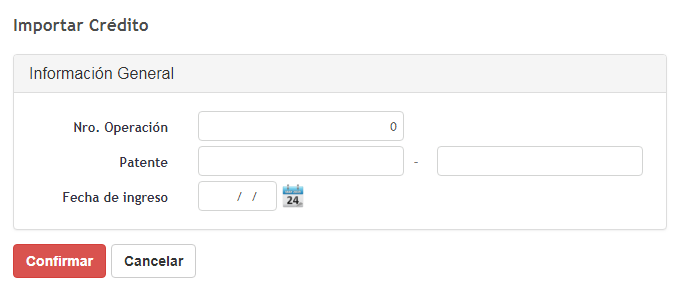 Importar Crédito
Información General
Nro. Operación 0
Patente -
Fecha de ingreso / / 24
Confirmar Cancelar